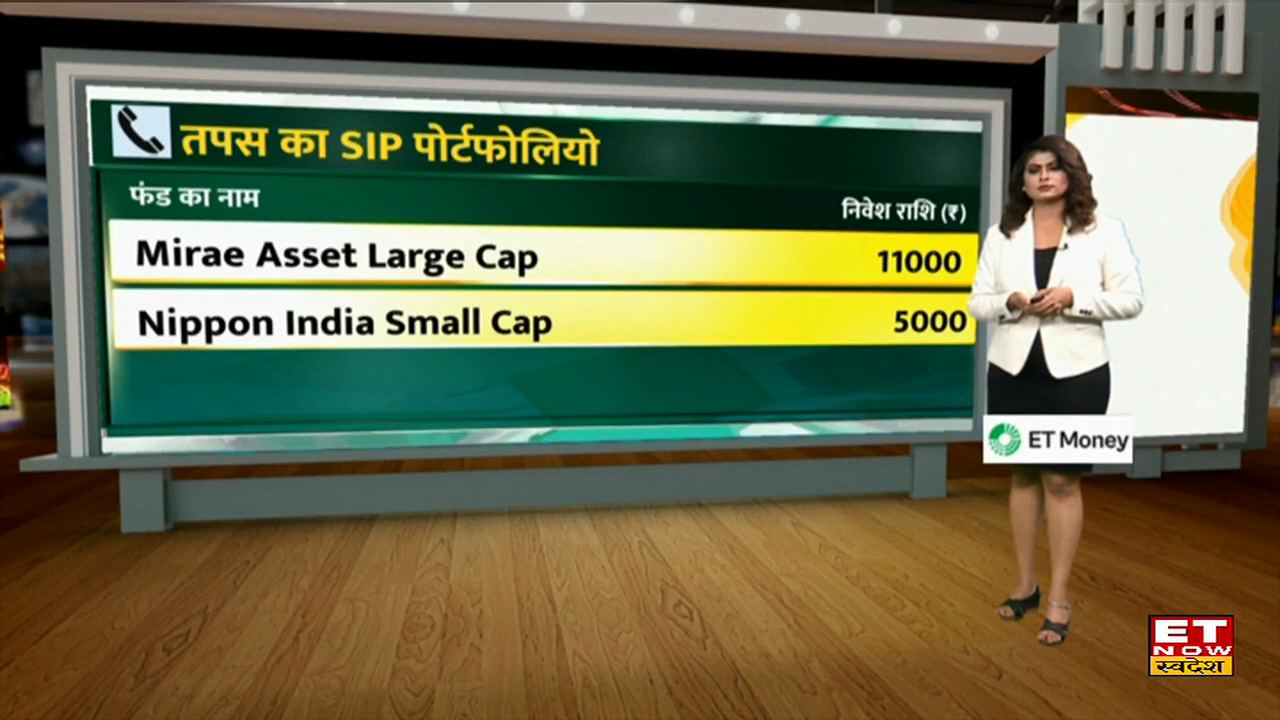 तपस का SIP पोर्टफोलियो
फंड का नाम
निवेश राशि (₹)
Mirae Asset Large Cap
11000
Nippon India Small Cap
5000
ET Money
ET
NOW
स्वदेश